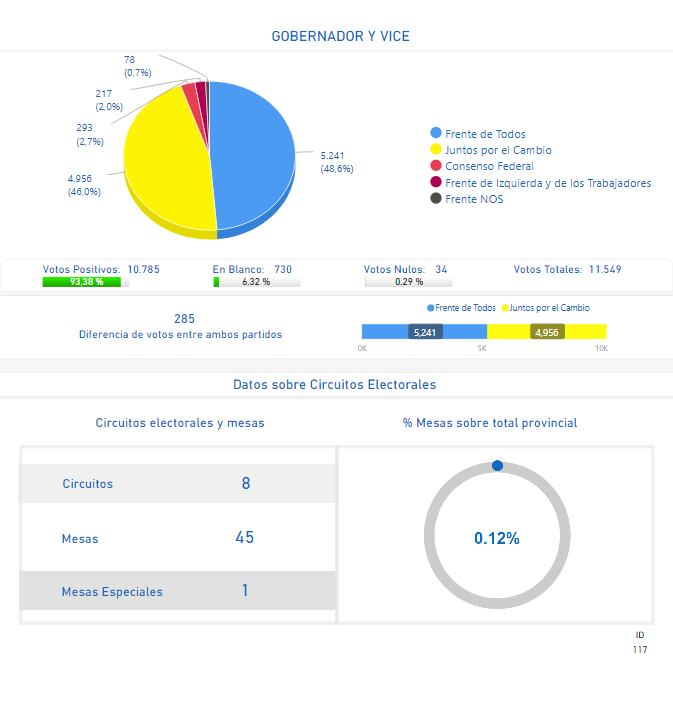 GOBERNADOR Y VICE
78
(0,7%)
217
(2,0%)
293
(2,7%)
4.956
(46,0%)
5.241
(48,6%)
Frente de Todos
Juntos por el Cambio
Consenso Federal
Frente de Izquierda y de los Trabajadores
Frente NOS
Votos Positivos: 10.785
93,38 %
En Blanco: 730
6,32 %
Votos Nulos: 34
0,29 %
Votos Totales: 11.549
285
Diferencia de votos entre ambos partidos
Frente de Todos Juntos por el Cambio
5,241 4,956
0K 5K 10K
Datos sobre Circuitos Electorales
Circuitos electorales y mesas
Circuitos 8
Mesas 45
Mesas Especiales 1
% Mesas sobre total provincial
0.12%
ID
117